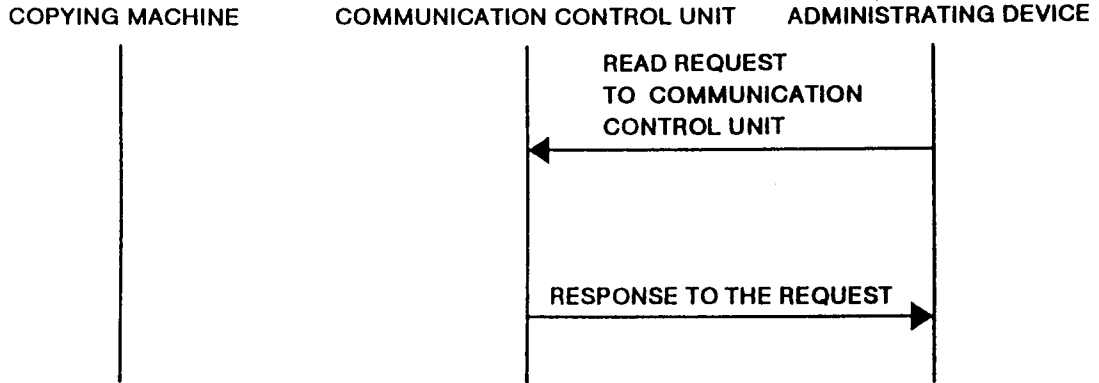 COPYING MACHINE
COMMUNICATION CONTROL UNIT
ADMINISTRATING DEVICE
READ REQUEST
TO COMMUNICATION
CONTROL UNIT
RESPONSE TO THE REQUEST